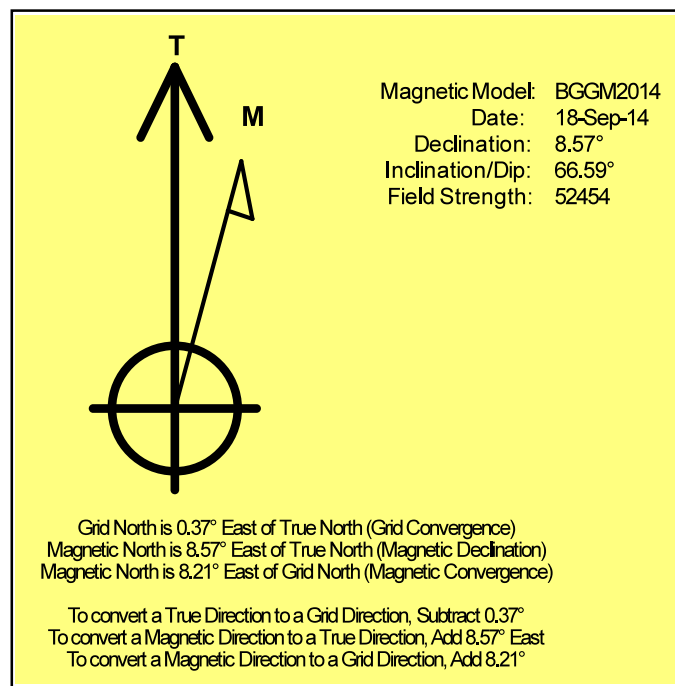 T
M
Magnetic Model: BGGM2014
Date: 18-Sep-14
Declination: 8.57°
Inclination/Dip: 66.59°
Field Strength: 52454
Grid North is 0.37° East of True North (Grid Convergence)
Magnetic North is 8.57° East of True North (Magnetic Declination)
Magnetic North is 8.21° East of Grid North (Magnetic Convergence)
To convert a True Direction to a Grid Direction, Subtract 0.37°
To convert a Magnetic Direction to a True Direction, Add 8.57° East
To convert a Magnetic Direction to a Grid Direction, Add 8.21°